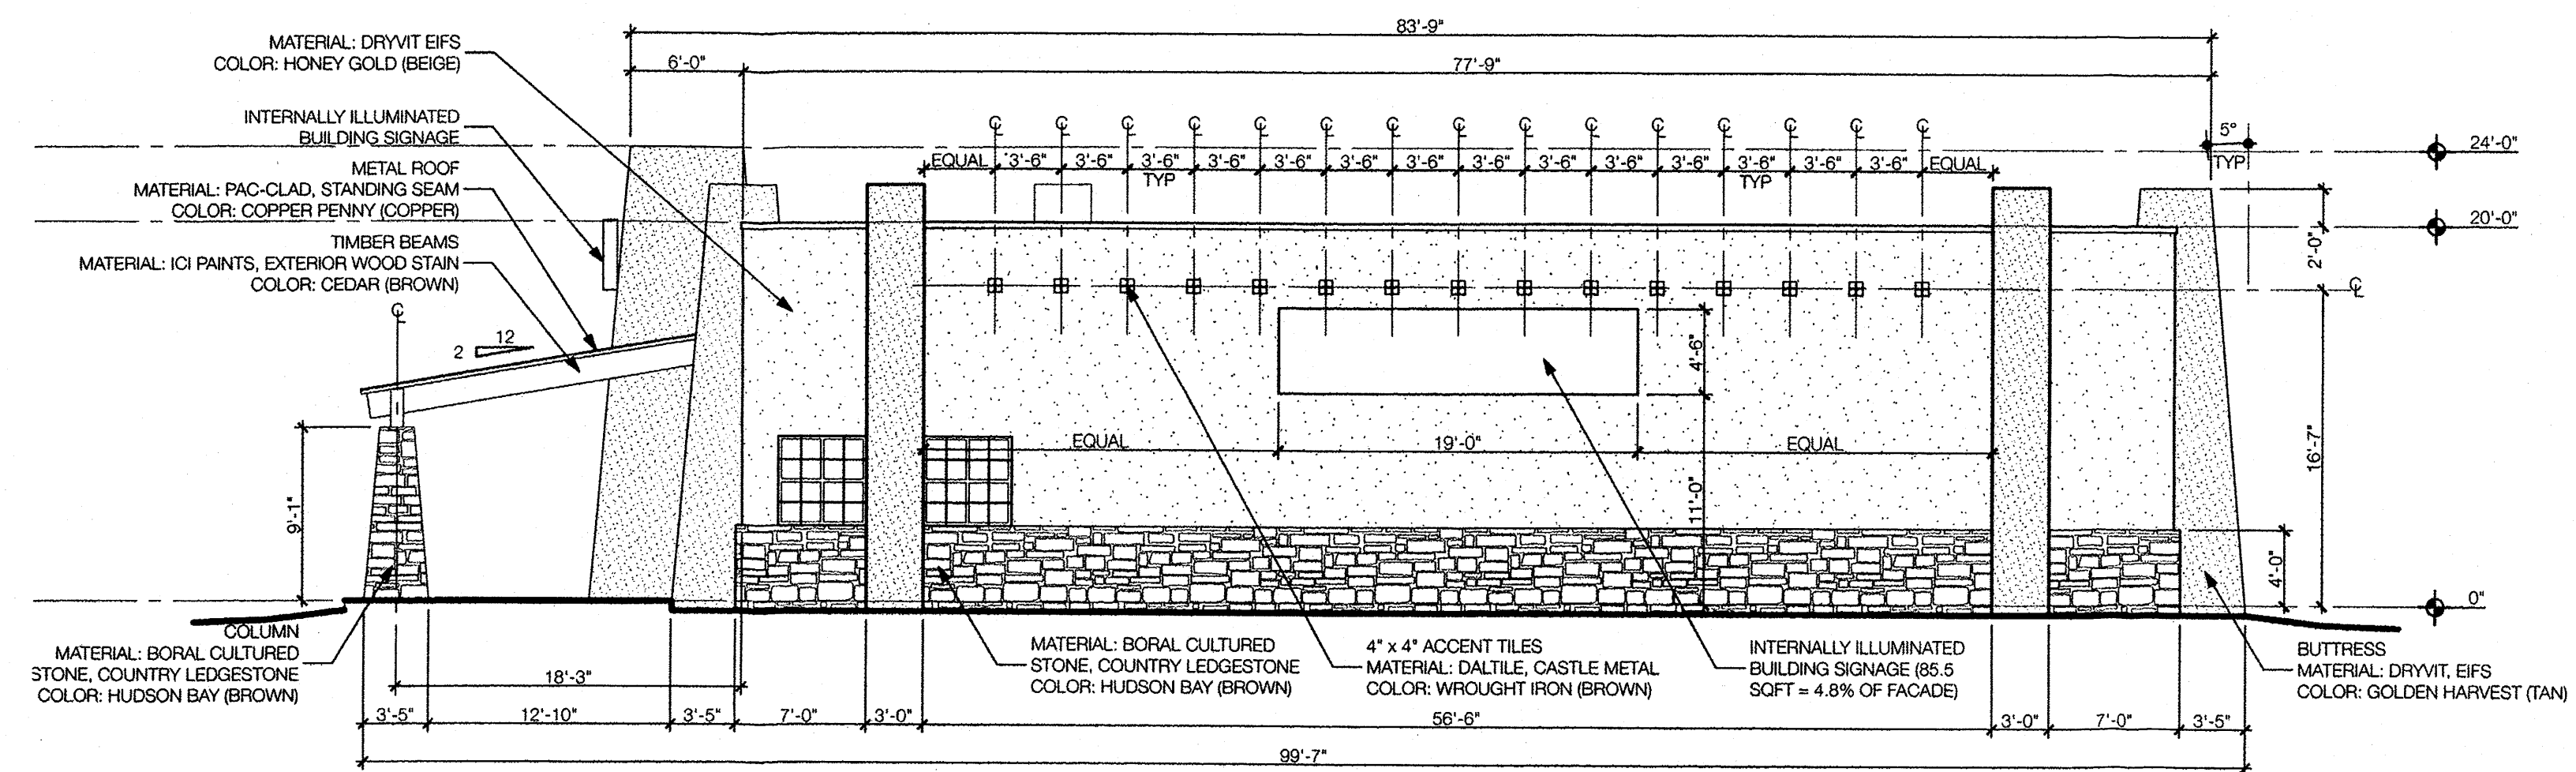 83'-9"
6'-0"
77'-9"
MATERIAL: DRYVIT EIFS
COLOR: HONEY GOLD (BEIGE)
INTERNALLY ILLUMINATED
BUILDING SIGNAGE
METAL ROOF
MATERIAL: PAC-CLAD, STANDING SEAM
COLOR: COPPER PENNY (COPPER)
TIMBER BEAMS
MATERIAL: ICI PAINTS, EXTERIOR WOOD STAIN
COLOR: CEDAR (BROWN)
℄
12
2
℄ ℄ ℄ ℄ ℄ ℄ ℄ ℄ ℄ ℄ ℄ ℄ ℄ ℄ ℄
EQUAL 3'-6" 3'-6" 3'-6" 3'-6" 3'-6" 3'-6" 3'-6" 3'-6" 3'-6" 3'-6" 3'-6" 3'-6" 3'-6" 3'-6" EQUAL
TYP
TYP
5°
TYP
24'-0"
20'-0"
2'-0"
℄
16'-7"
4'-6"
EQUAL
19'-0"
EQUAL
11'-0"
9'-1"
4'-0"
0"
COLUMN
MATERIAL: BORAL CULTURED
STONE, COUNTRY LEDGESTONE
COLOR: HUDSON BAY (BROWN)
18'-3"
MATERIAL: BORAL CULTURED
STONE, COUNTRY LEDGESTONE
COLOR: HUDSON BAY (BROWN)
4" x 4" ACCENT TILES
MATERIAL: DALTILE, CASTLE METAL
COLOR: WROUGHT IRON (BROWN)
INTERNALLY ILLUMINATED
BUILDING SIGNAGE (85.5
SQFT = 4.8% OF FACADE)
BUTTRESS
MATERIAL: DRYVIT, EIFS
COLOR: GOLDEN HARVEST (TAN)
3'-5" 12'-10" 3'-5" 7'-0" 3'-0" 56'-6" 3'-0" 7'-0" 3'-5"
99'-7"